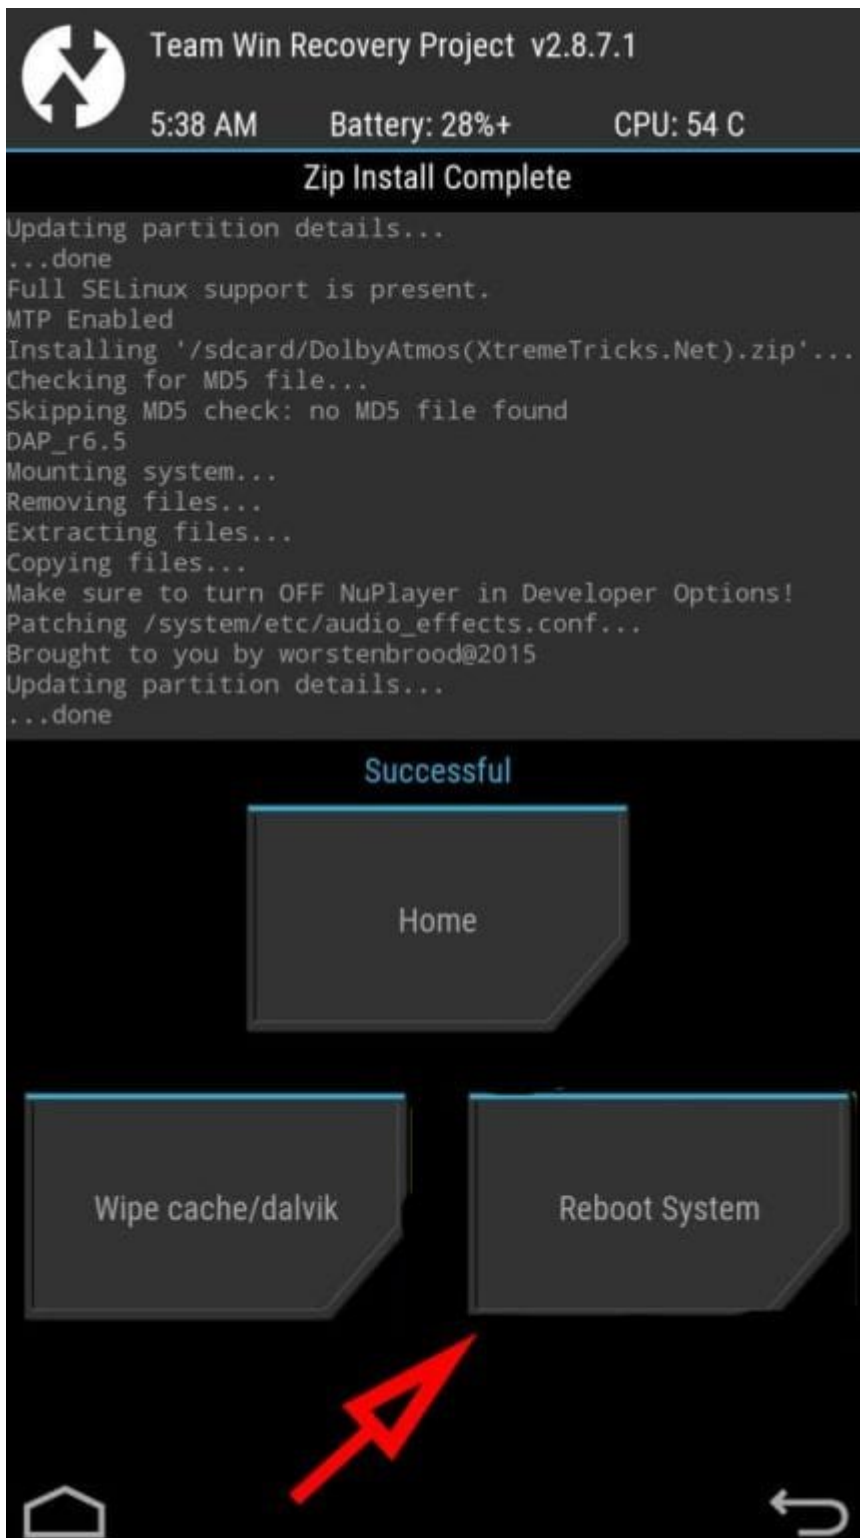 Team Win Recovery Project v2.8.7.1
5:38 AM Battery: 28%+ CPU: 54 C
Zip Install Complete
Updating partition details...
...done
Full SELinux support is present.
MTP Enabled
Installing '/sdcard/DolbyAtmos(XtremeTricks.Net).zip'...
Checking for MD5 file...
Skipping MD5 check: no MD5 file found
DAP_r6.5
Mounting system...
Removing files...
Extracting files...
Copying files...
Make sure to turn OFF NuPlayer in Developer Options!
Patching /system/etc/audio_effects.conf...
Brought to you by worstenbrood@2015
Updating partition details...
...done
Successful
Home
Wipe cache/dalvik Reboot System